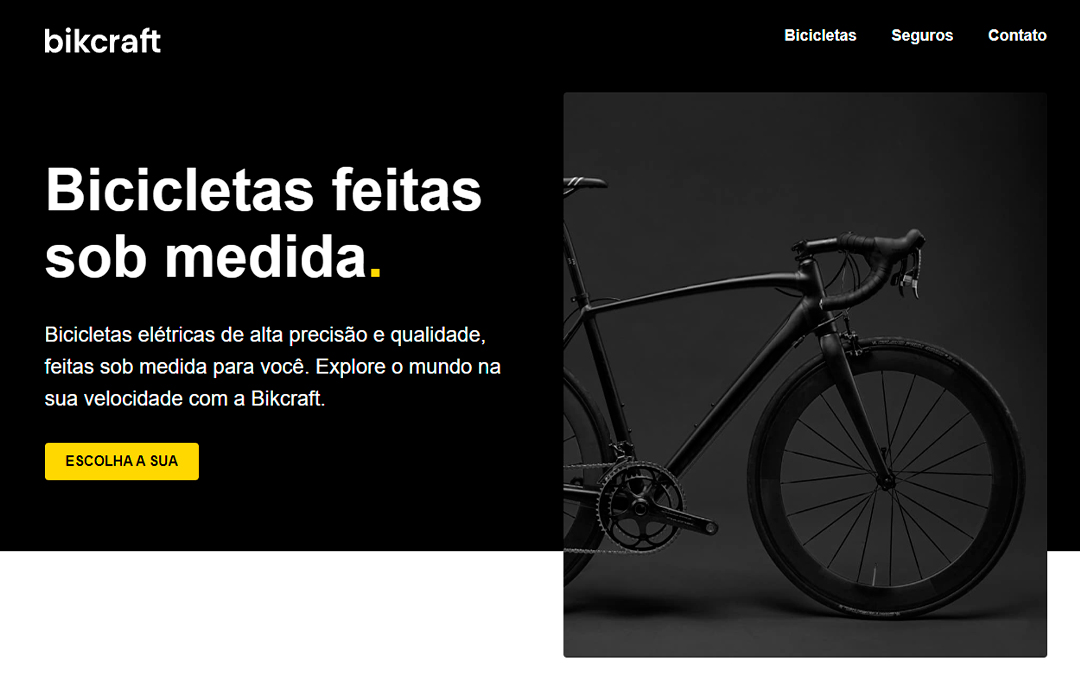 bikcraft
Bicicletas
Seguros
Contato
Bicicletas feitas
sob medida.
Bicicletas elétricas de alta precisão e qualidade,
feitas sob medida para você. Explore o mundo na
sua velocidade com a Bikcraft.
ESCOLHA A SUA